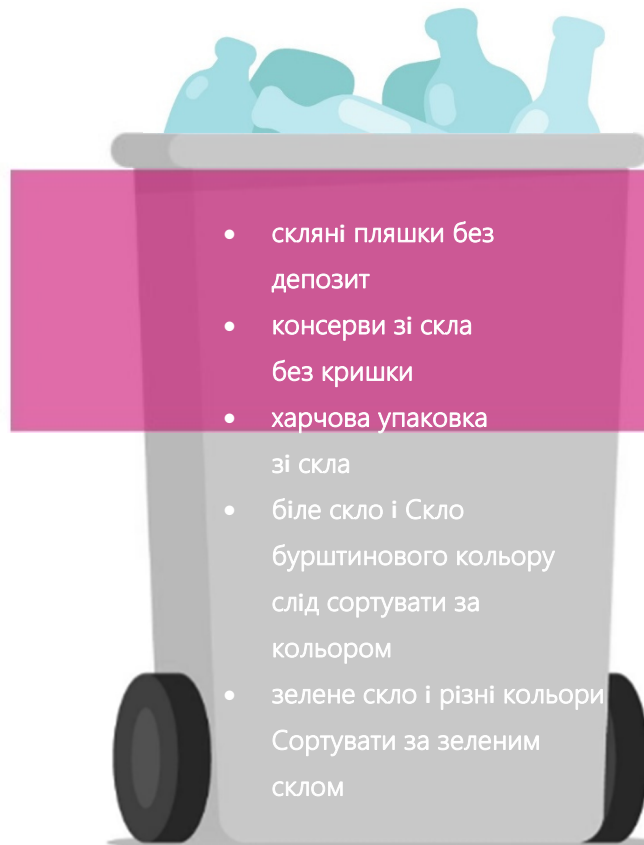 • скляні пляшки без
депозит
• консерви зі скла
без кришки
• харчова упаковка
зі скла
• біле скло і Скло
бурштинового кольору
слід сортувати за
кольором
• зелене скло і різні кольори
Сортувати за зеленим
склом